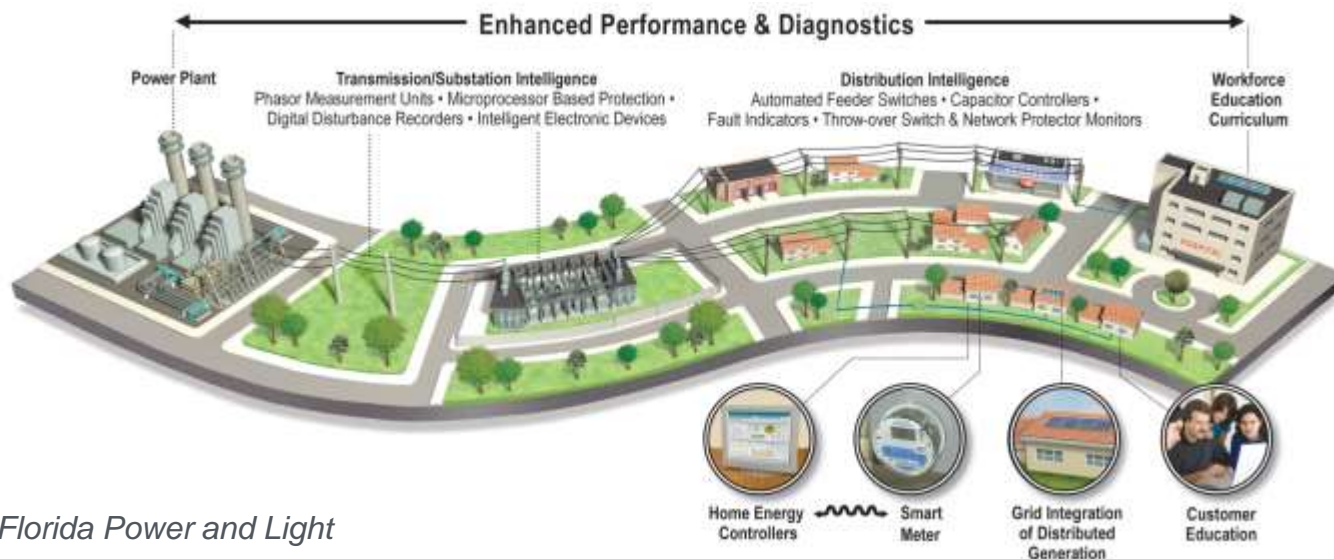 Enhanced Performance & Diagnostics
Power Plant
Transmission/Substation Intelligence
Phasor Measurement Units • Microprocessor Based Protection •
Digital Disturbance Recorders • Intelligent Electronic Devices
Distribution Intelligence
Automated Feeder Switches • Capacitor Controllers •
Fault Indicators • Throw-over Switch & Network Protector Monitors
Workforce
Education
Curriculum
HOSPITAL
Home Energy
Controllers
Smart
Meter
Grid Integration
of Distributed
Generation
Customer
Education
Florida Power and Light